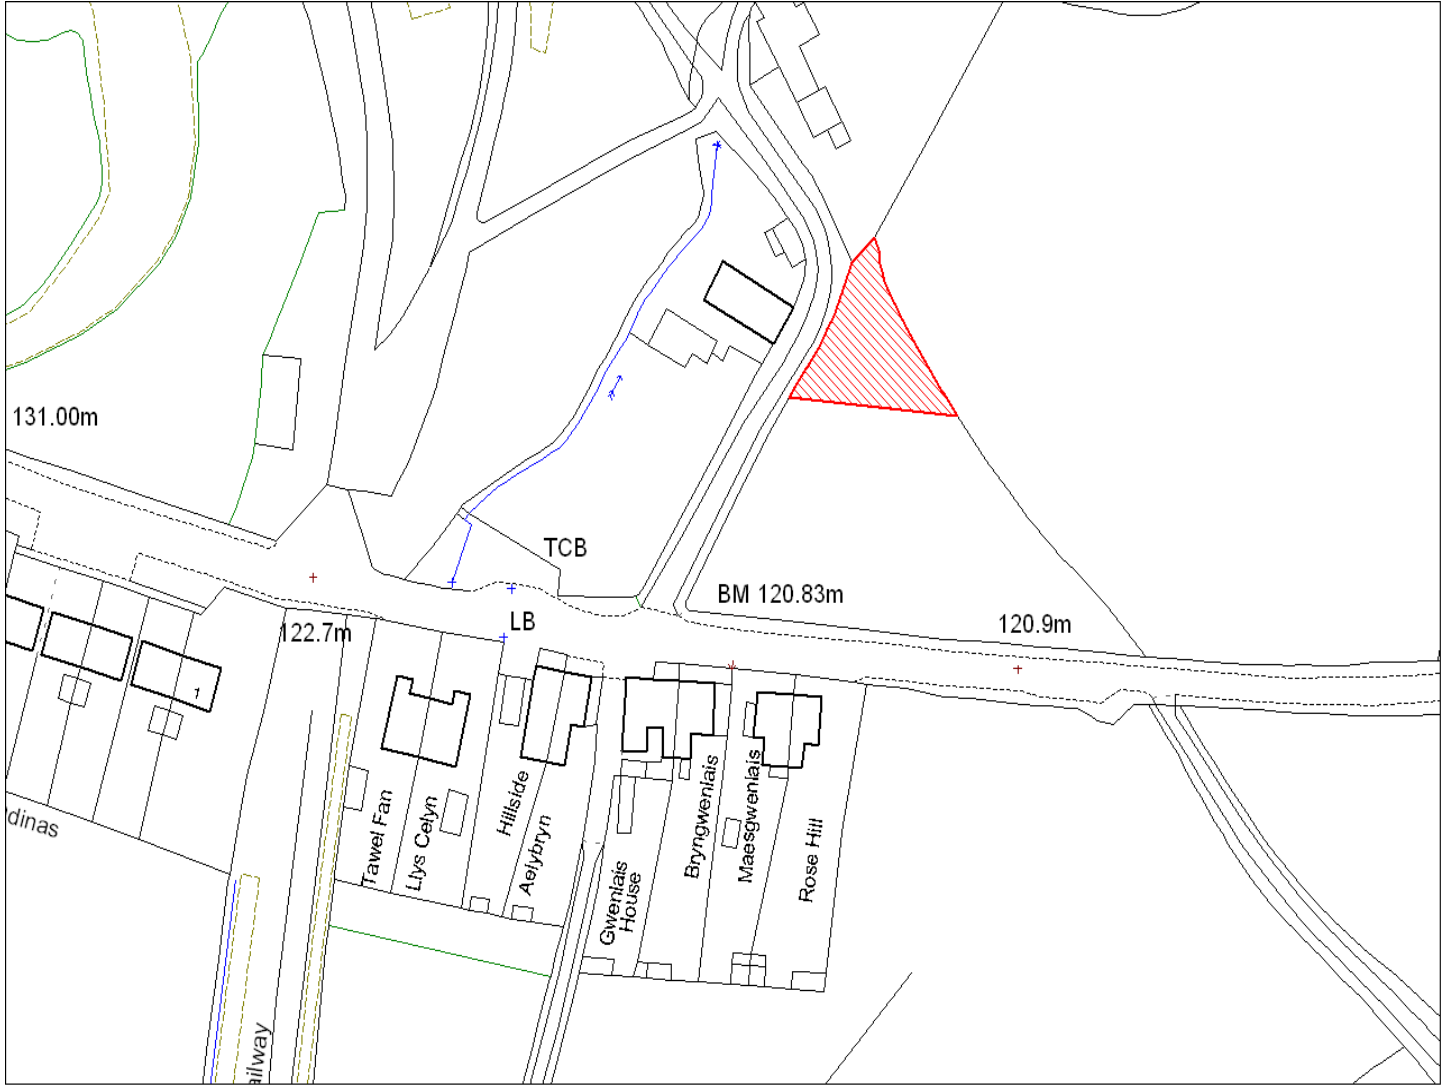 131.00m
TCB
BM 120.83m
LB
120.9m
122.7m
1
dinas
Tawel Fan
Llys Celyn
Hillside
Aelybryn
Gwenlais
House
Bryngwenlais
Maesgwenlais
Rose Hill
ailway